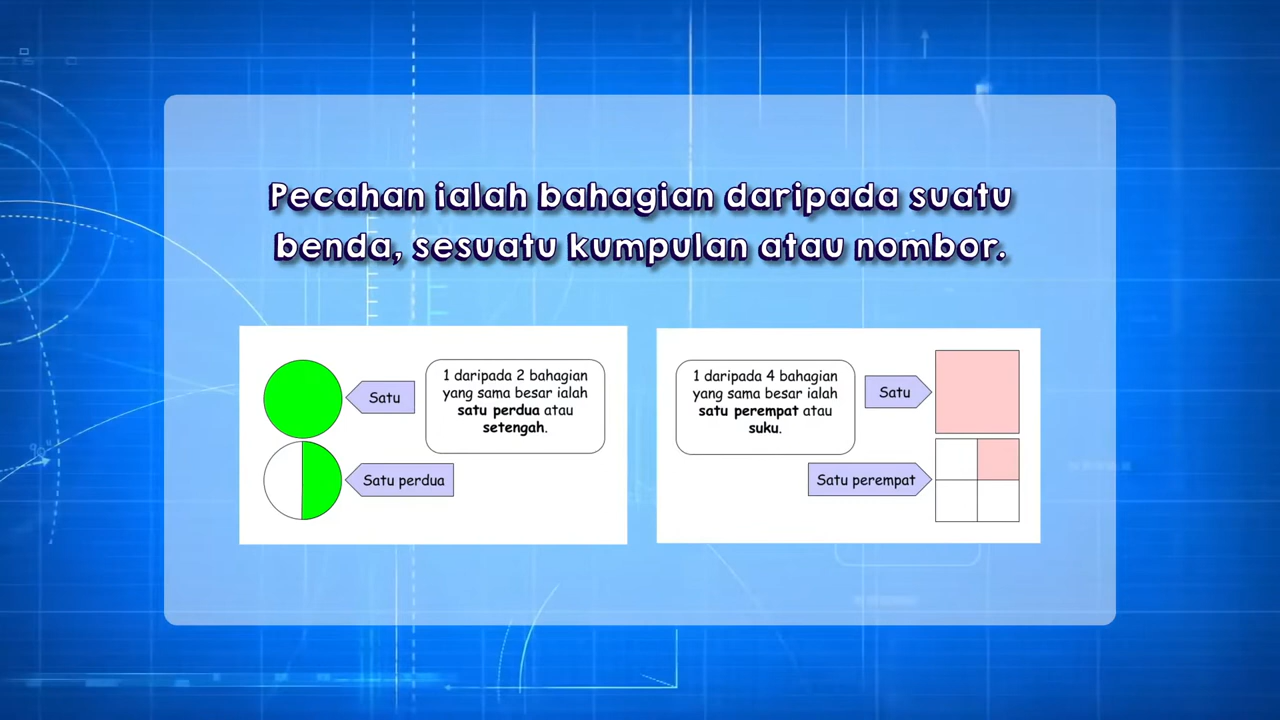 Pecahan ialah bahagian daripada suatu
benda, sesuatu kumpulan atau nombor.
Satu
1 daripada 2 bahagian
yang sama besar ialah
satu perdua atau
setengah.
Satu perdua
1 daripada 4 bahagian
yang sama besar ialah
satu perempat atau
suku.
Satu
Satu perempat